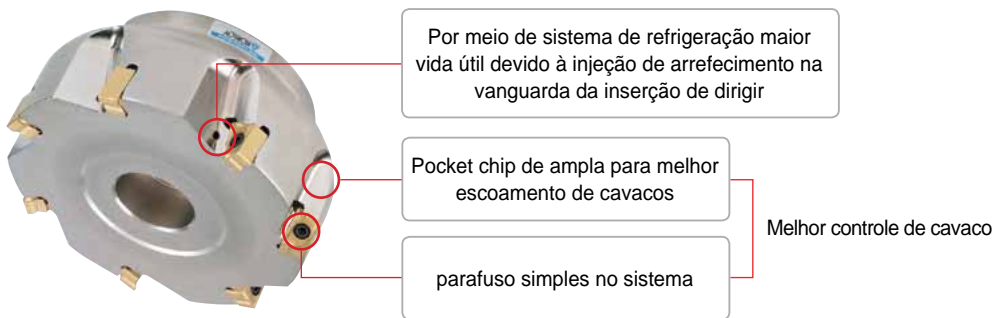 Por meio de sistema de refrigeração maior
vida útil devido à injeção de arrefecimento na
vanguarda da inserção de dirigir
Pocket chip de ampla para melhor
escoamento de cavacos
Melhor controle de cavaco
parafuso simples no sistema